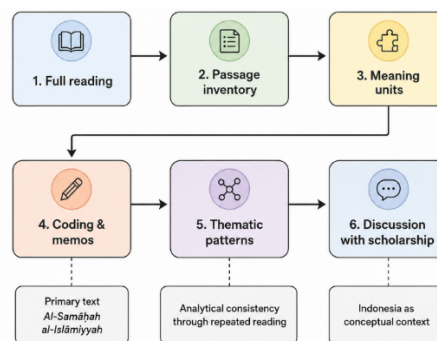 1. Full reading
2. Passage
inventory
3. Meaning
units
4. Coding &
memos
5. Thematic
patterns
6. Discussion
with scholarship
Primary text
Al-Samāḥah
al-Islāmiyyah
Analytical consistency
through repeated reading
Indonesia as
conceptual context